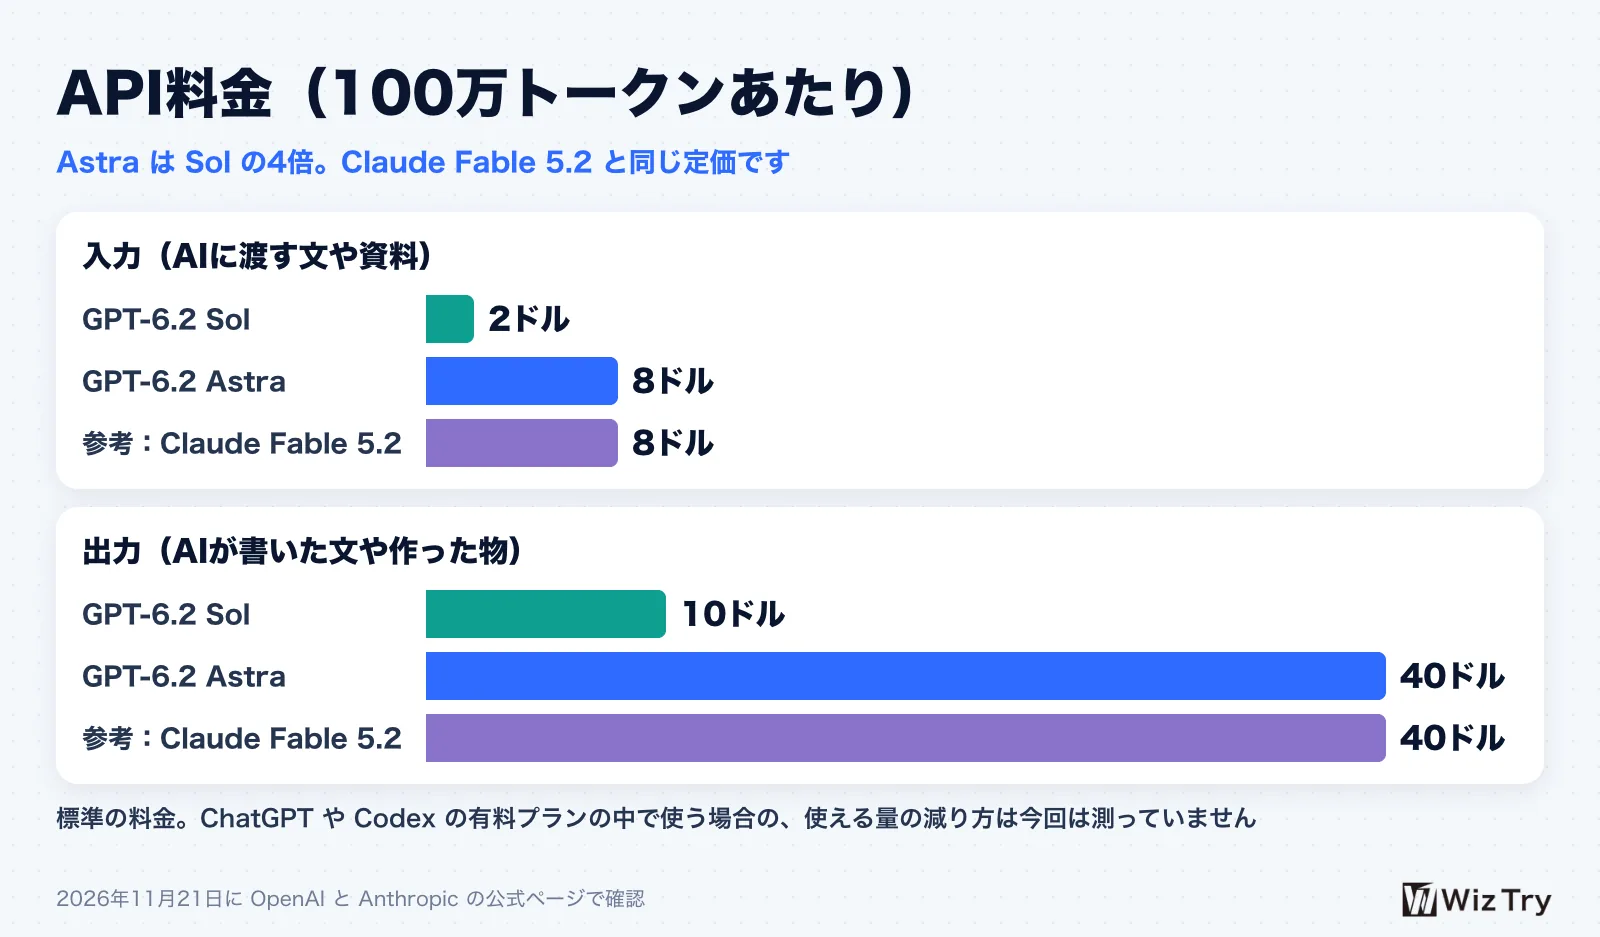 API料金（100万トークンあたり）
Astra は Sol の4倍。Claude Fable 5.2 と同じ定価です
入力（AIに渡す文や資料）
GPT-6.2 Sol 2ドル
GPT-6.2 Astra 8ドル
参考：Claude Fable 5.2 8ドル
出力（AIが書いた文や作った物）
GPT-6.2 Sol 10ドル
GPT-6.2 Astra 40ドル
参考：Claude Fable 5.2 40ドル
標準の料金。ChatGPT や Codex の有料プランの中で使う場合の、使える量の減り方は今回は測っていません
2026年11月21日に OpenAI と Anthropic の公式ページで確認
Wiz Try